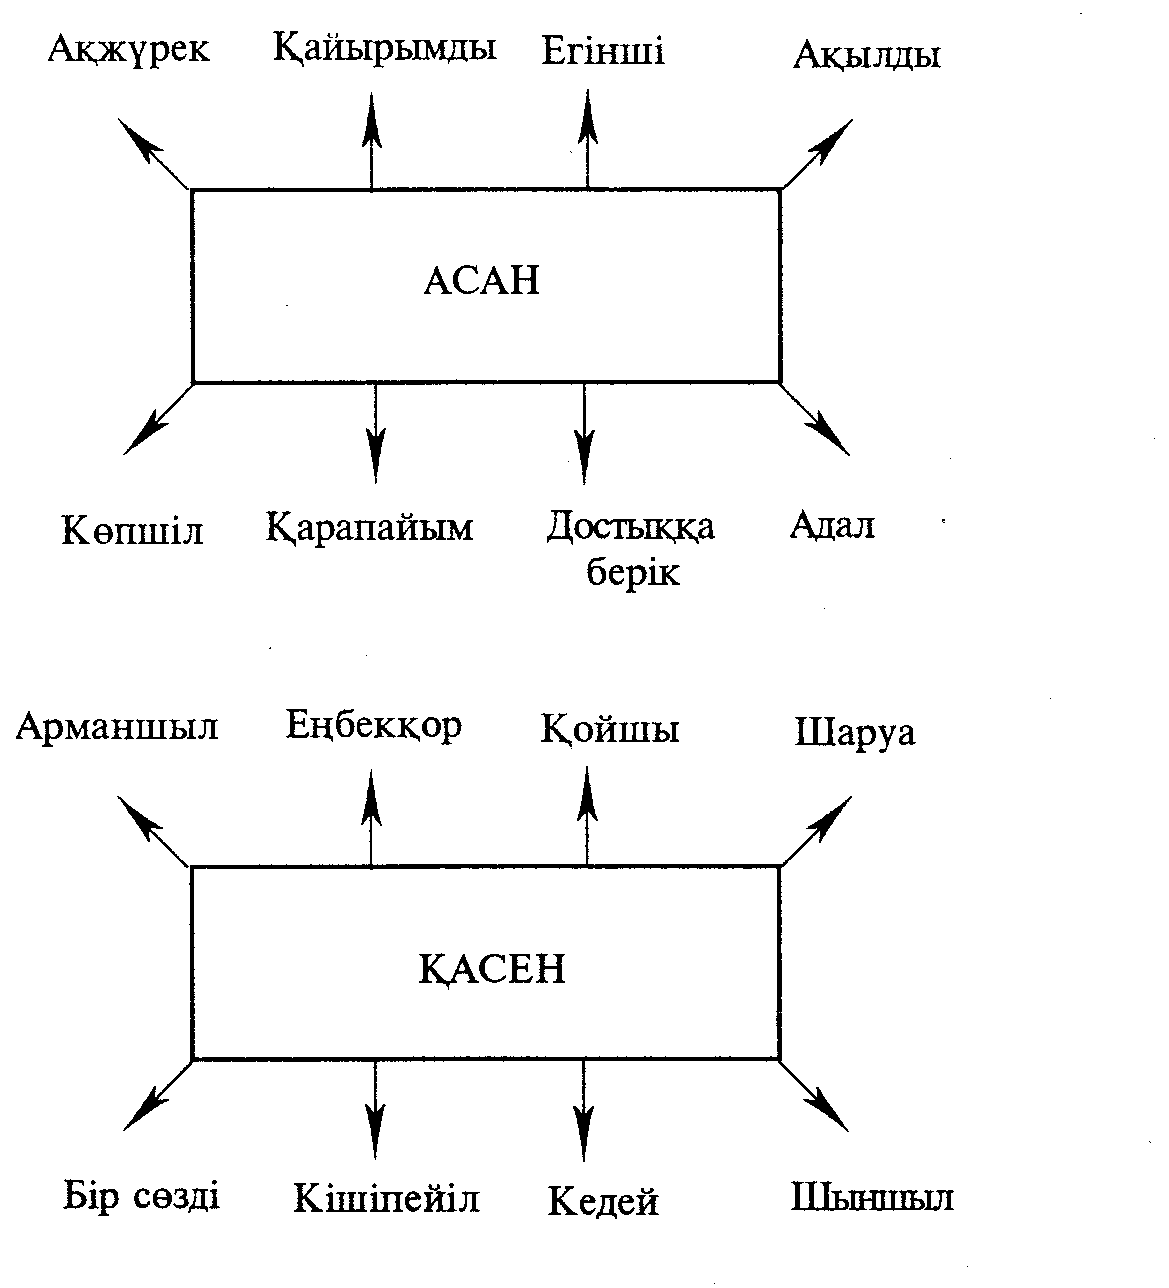 Ақжүрек Қайырымды Егінші Ақылды
АСАН
Көпшіл Қарапайым Достыққа Адал
берік
Арманшыл Еңбекқор Қойшы Шаруа
ҚАСЕН
Бір сөзді Кішіпейіл Кедей Шыншыл